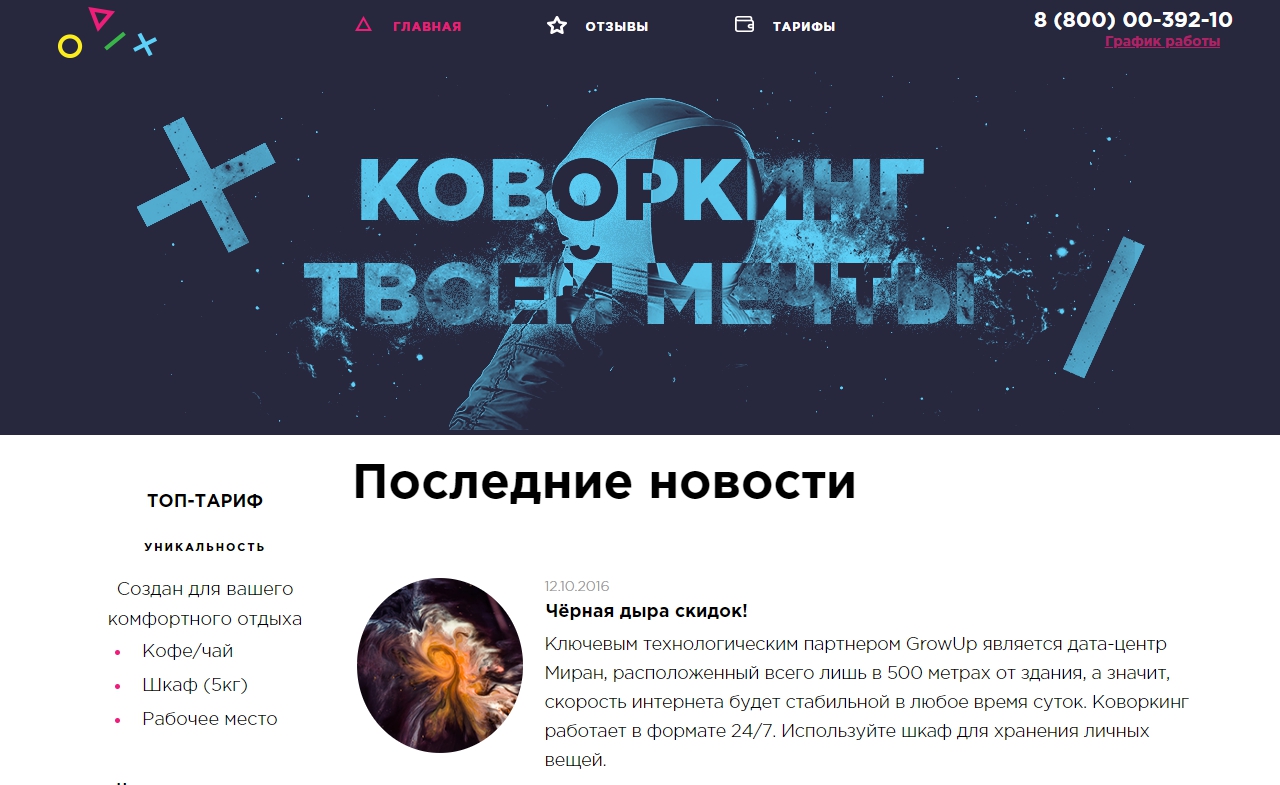 ГЛАВНАЯ
ОТЗЫВЫ
ТАРИФЫ
8 (800) 00-392-10
График работы
КОВОРКИНГ
ТВОЕЙ МЕЧТЫ
Последние новости
ТОП-ТАРИФ
УНИКАЛЬНОСТЬ
Создан для вашего
комфортного отдыха
Кофе/чай
Шкаф (5кг)
Рабочее место
12.10.2016
Чёрная дыра скидок!
Ключевым технологическим партнером GrowUp является дата-центр
Миран, расположенный всего лишь в 500 метрах от здания, а значит,
скорость интернета будет стабильной в любое время суток. Коворкинг
работает в формате 24/7. Используйте шкаф для хранения личных
вещей.